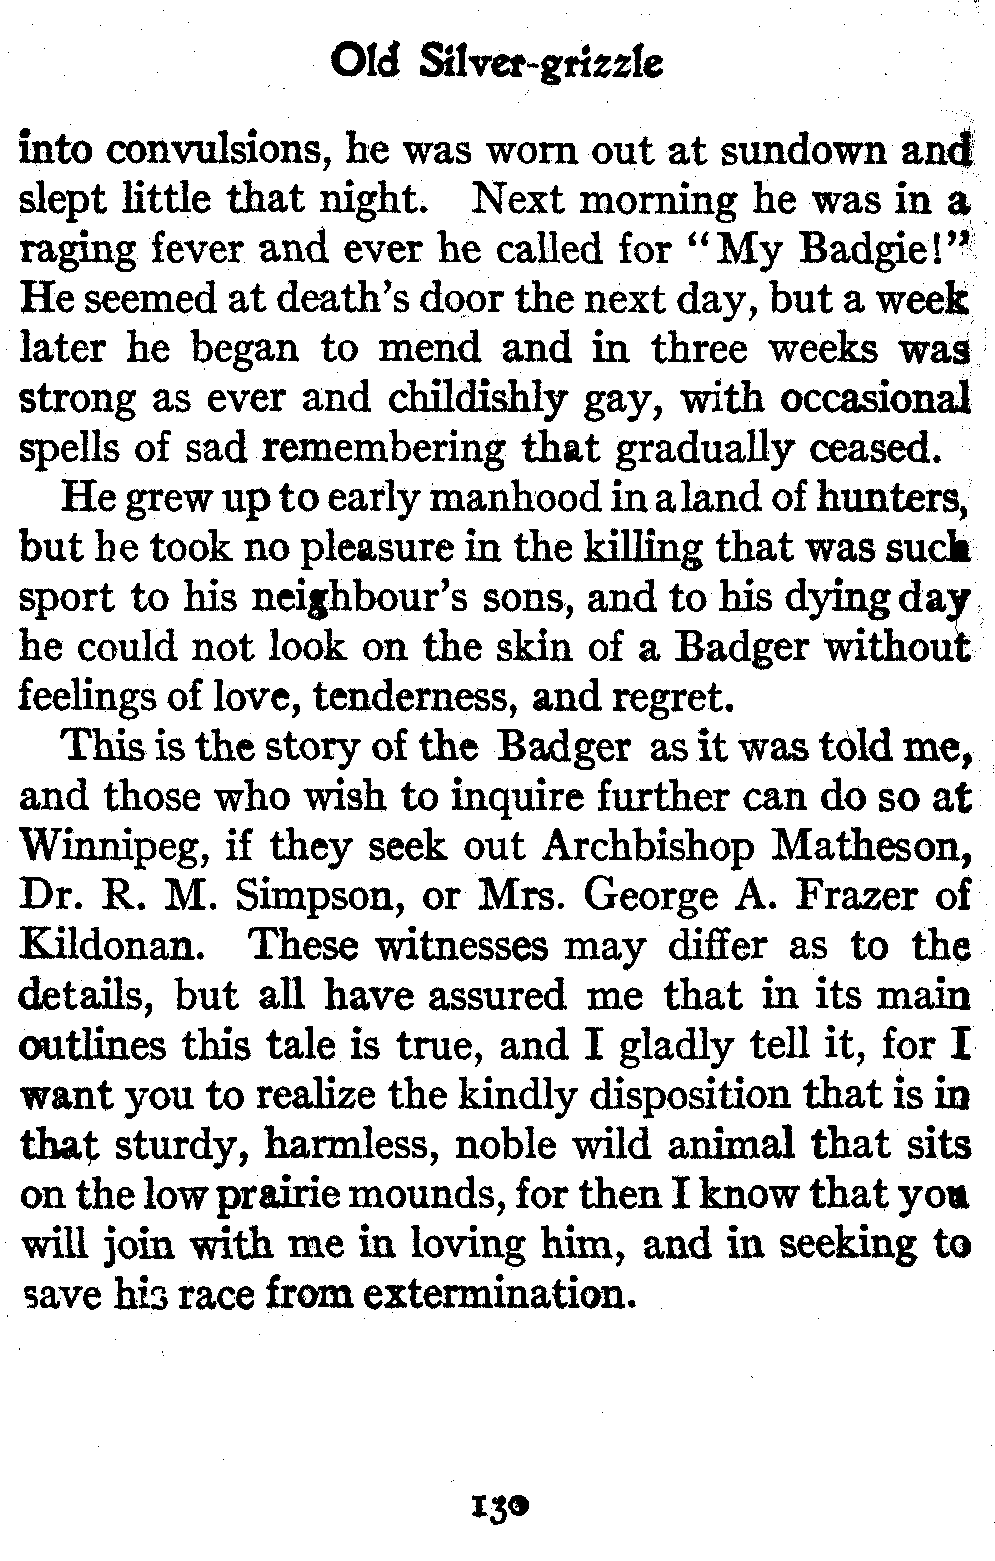 Old Silver-grizzle
into convulsions, he was worn out at sundown and
slept little that night. Next morning he was in a
raging fever and ever he called for "My Badgie!"
He seemed at death's door the next day, but a week
later he began to mend and in three weeks was
strong as ever and childishly gay, with occasional
spells of sad remembering that gradually ceased.
He grew up to early manhood in a land of hunters,
but he took no pleasure in the killing that was such
sport to his neighbour's sons, and to his dying day
he could not look on the skin of a Badger without
feelings of love, tenderness, and regret.
This is the story of the Badger as it was told me,
and those who wish to inquire further can do so at
Winnipeg, if they seek out Archbishop Matheson,
Dr. R. M. Simpson, or Mrs. George A. Frazer of
Kildonan. These witnesses may differ as to the
details, but all have assured me that in its main
outlines this tale is true, and I gladly tell it, for I
want you to realize the kindly disposition that is in
that sturdy, harmless, noble wild animal that sits
on the low prairie mounds, for then I know that you
will join with me in loving him, and in seeking to
save his race from extermination.
130